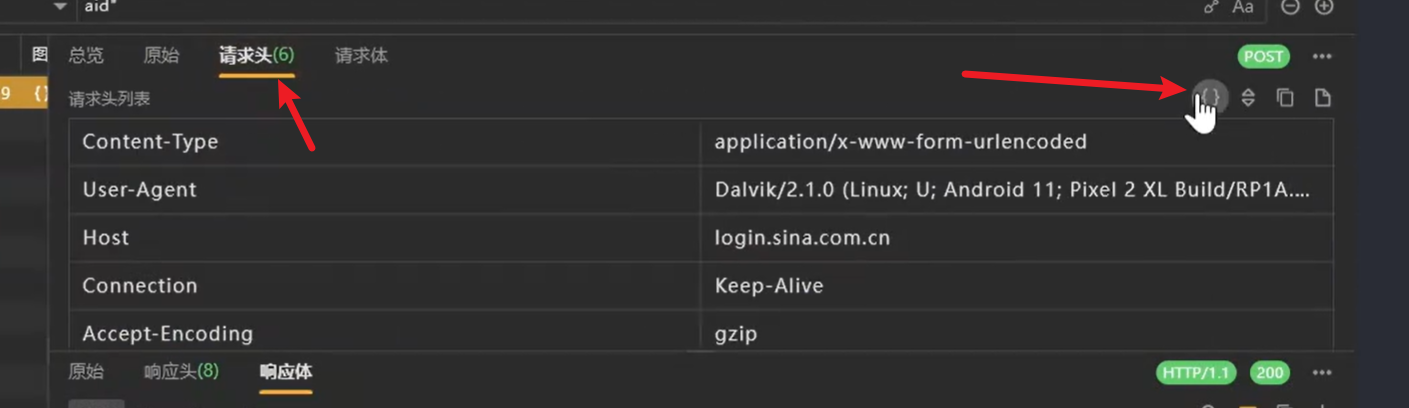 aid"
Aa
图
总览 原始 请求头(6) 请求体 POST ...
9 {}
请求头列表 { }
Content-Type application/x-www-form-urlencoded
User-Agent Dalvik/2.1.0 (Linux; U; Android 11; Pixel 2 XL Build/RP1A....
Host login.sina.com.cn
Connection Keep-Alive
Accept-Encoding gzip
原始 响应头(8) 响应体 HTTP/1.1 200 ...